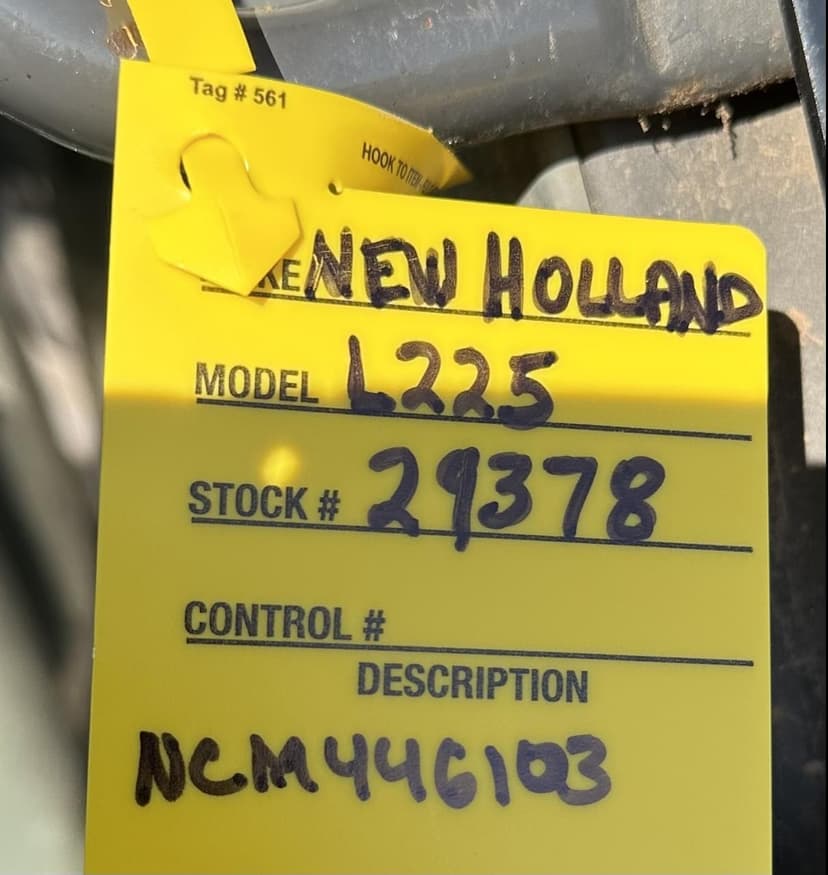 Tag # 561
HOOK TO ITEM
NEW HOLLAND
MODEL L225
STOCK # 29378
CONTROL #
DESCRIPTION
NCM446103